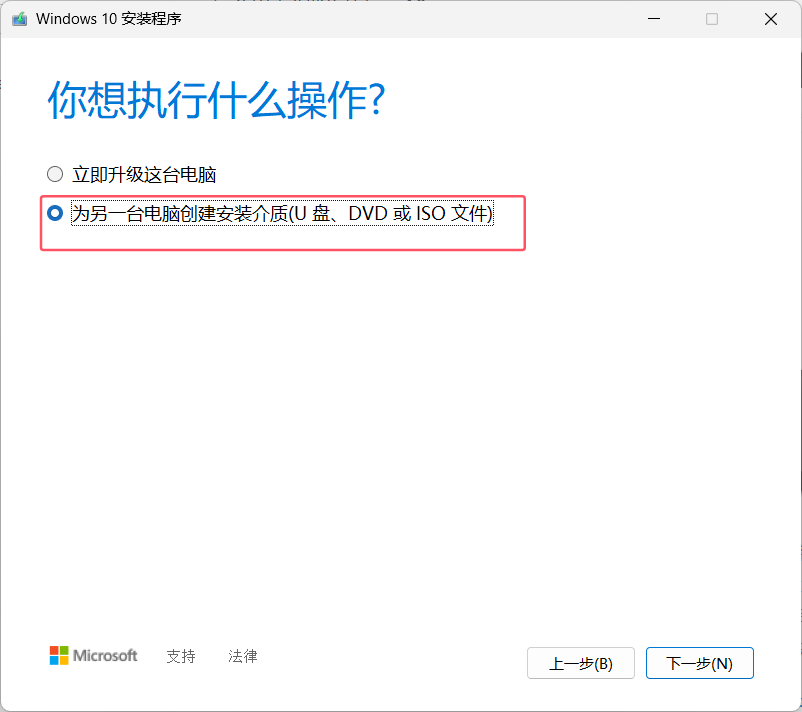 Windows 10 安装程序
你想执行什么操作?
立即升级这台电脑
为另一台电脑创建安装介质(U 盘、DVD 或 ISO 文件)
Microsoft 支持 法律 上一步(B) 下一步(N)